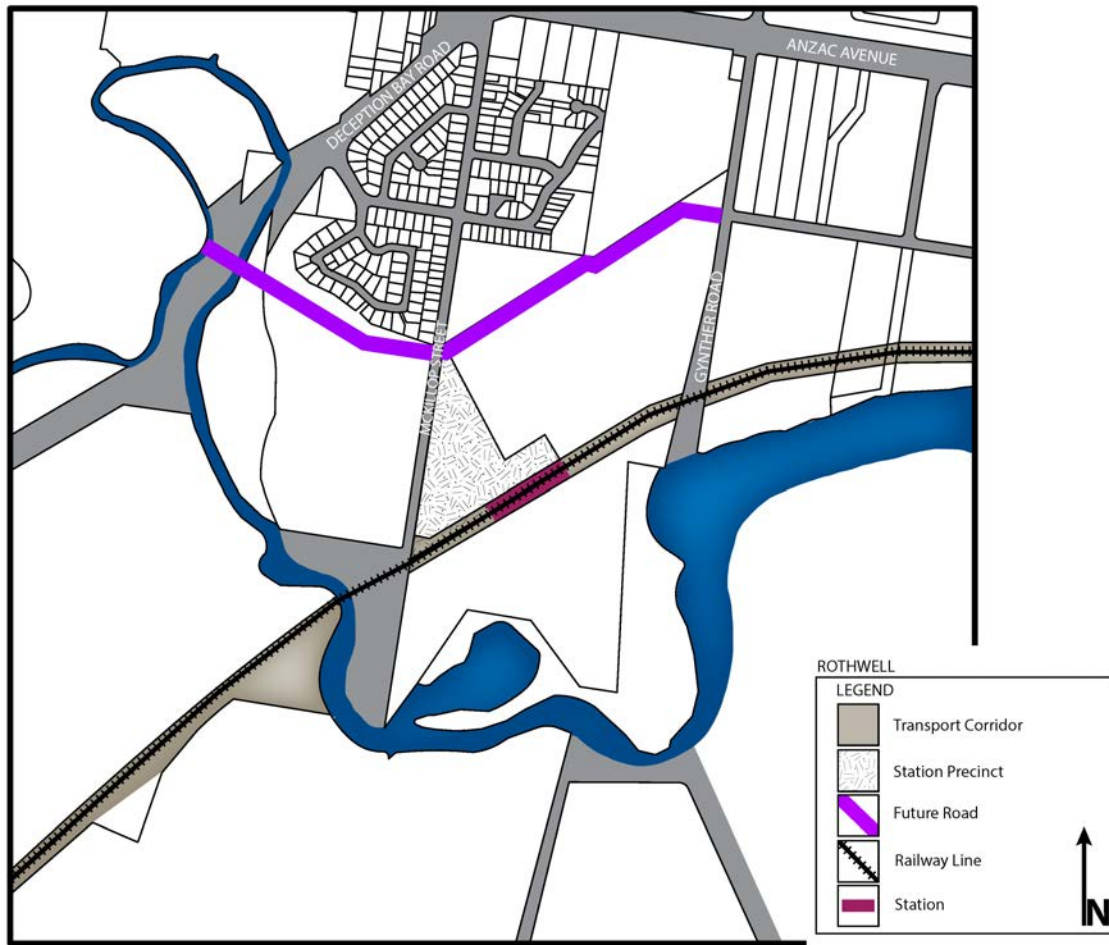 ANZAC AVENUE
DECEPTION BAY ROAD
GYNTHER ROAD
MCKILLOP STREET
ROTHWELL
LEGEND
Transport Corridor
Station Precinct
Future Road
Railway Line
Station
N